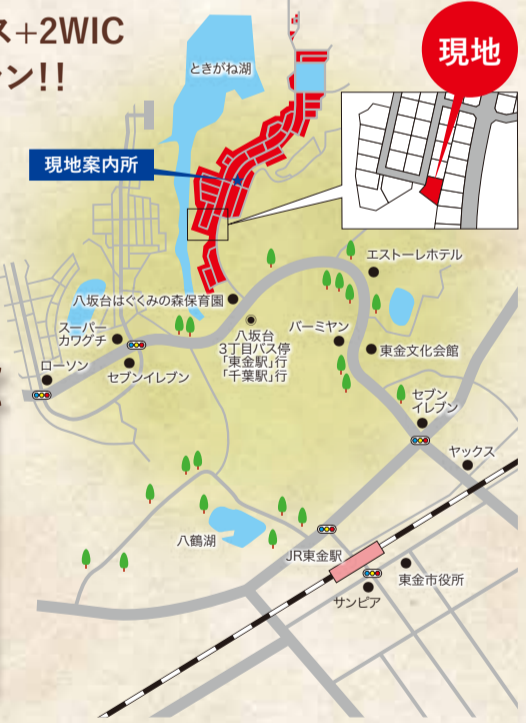 ス+2WIC
ン!!
現地
ときがね湖
現地案内所
エストーレホテル
八坂台はぐくみの森保育園
スーパー
カワグチ
八坂台
3丁目バス停
「東金駅」行
「千葉駅」行
バーミヤン
東金文化会館
ローソン
セブンイレブン
セブン
イレブン
ヤックス
八鶴湖
JR東金駅
東金市役所
サンピア